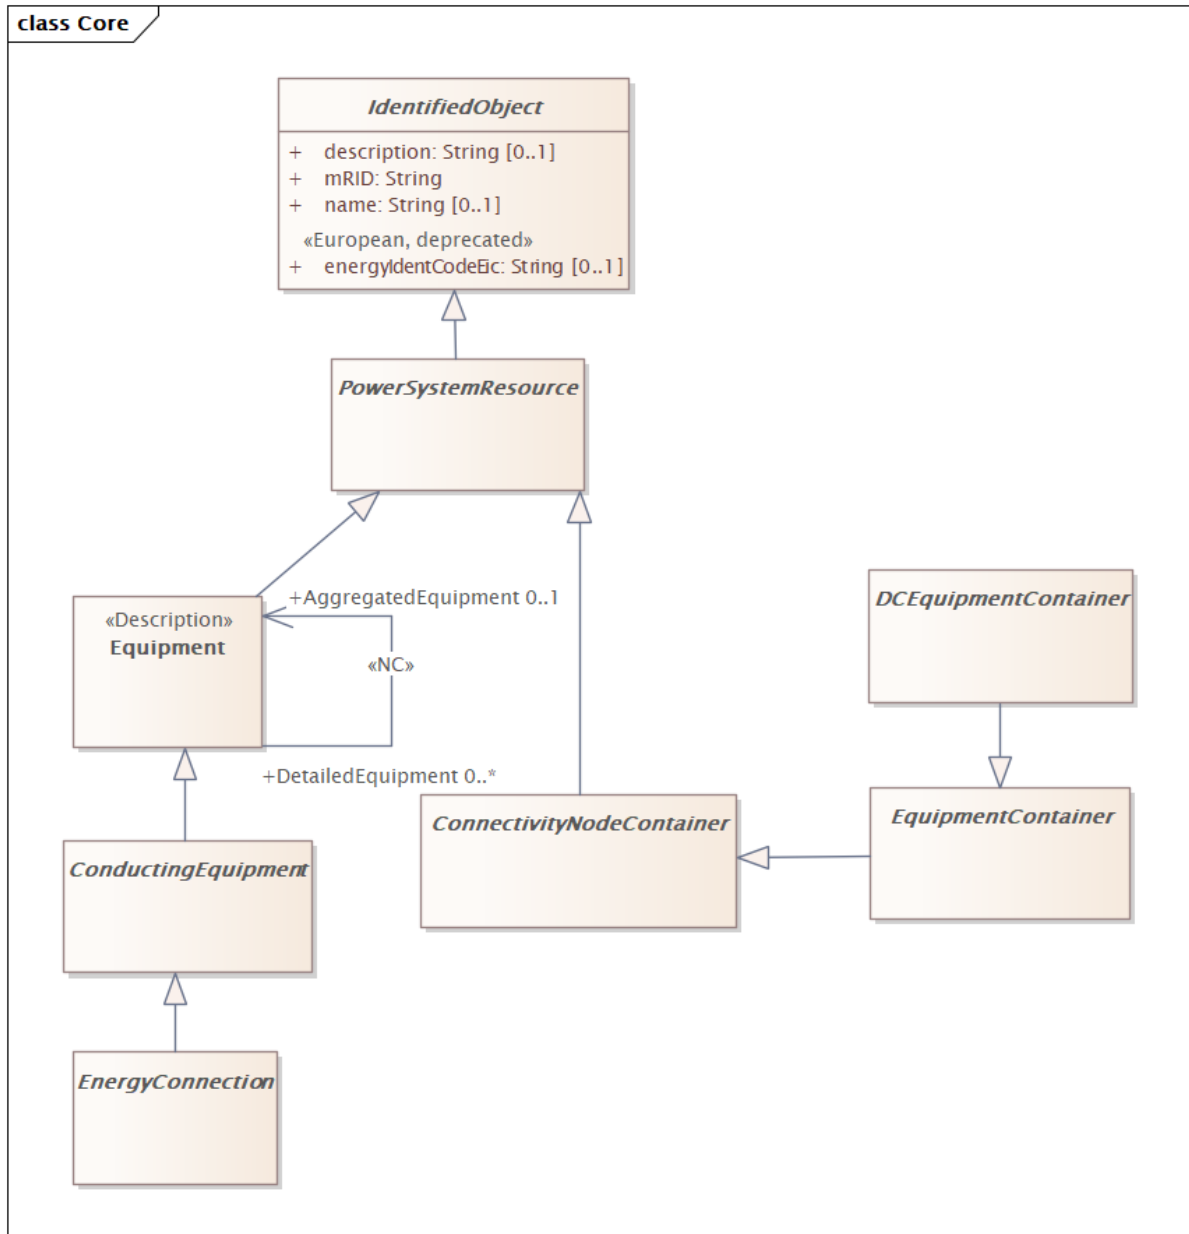 class Core
IdentifiedObject
+ description: String [0..1]
+ mRID: String
+ name: String [0..1]
«European, deprecated»
+ energyIdentCodeEic: String [0..1]
PowerSystemResource
+AggregatedEquipment 0..1
«Description»
Equipment
«NC»
+DetailedEquipment 0..*
DCEquipmentContainer
ConnectivityNodeContainer
EquipmentContainer
ConductingEquipment
EnergyConnection